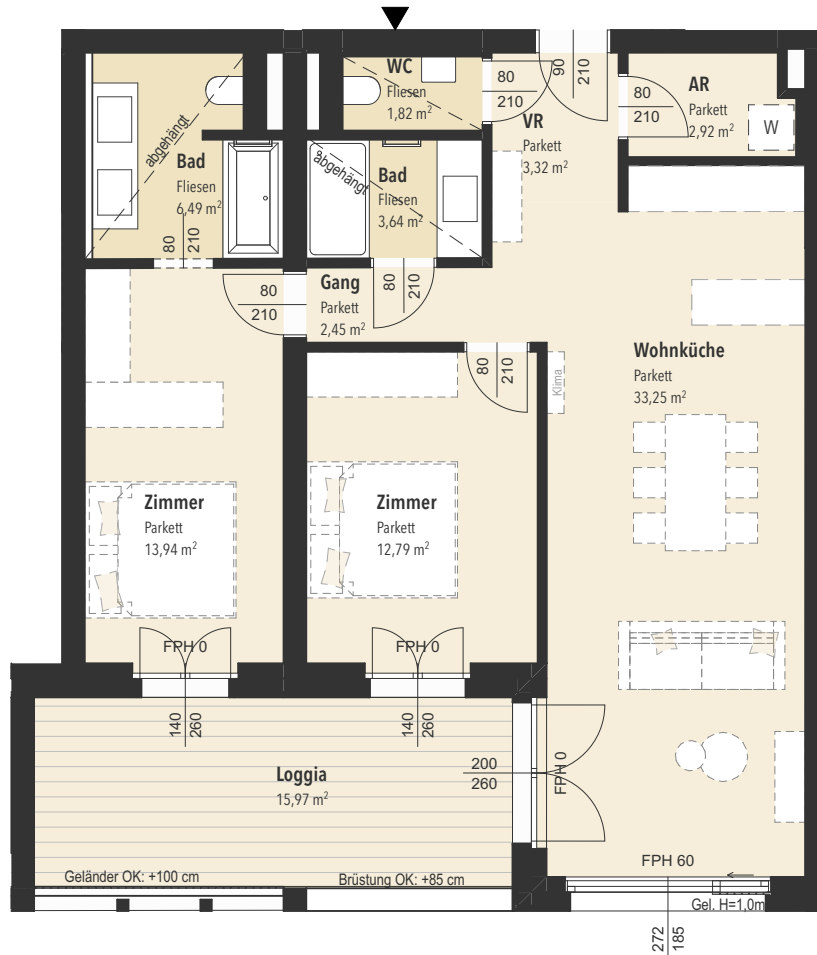 WC
Fliesen
1,82 m²
80
210
90
210
VR
Parkett
3,32 m²
80
210
AR
Parkett
2,92 m²
W
abgehängt
Bad
Fliesen
6,49 m²
80
210
abgehängt
Bad
Fliesen
3,64 m²
80
210
Gang
Parkett
2,45 m²
80
210
80
210
Klima
Wohnküche
Parkett
33,25 m²
Zimmer
Parkett
13,94 m²
Zimmer
Parkett
12,79 m²
FPH 0
FPH 0
140
260
140
260
200
260
FPH 0
Loggia
15,97 m²
Geländer OK: +100 cm
Brüstung OK: +85 cm
FPH 60
Gel. H=1,0m
272
185